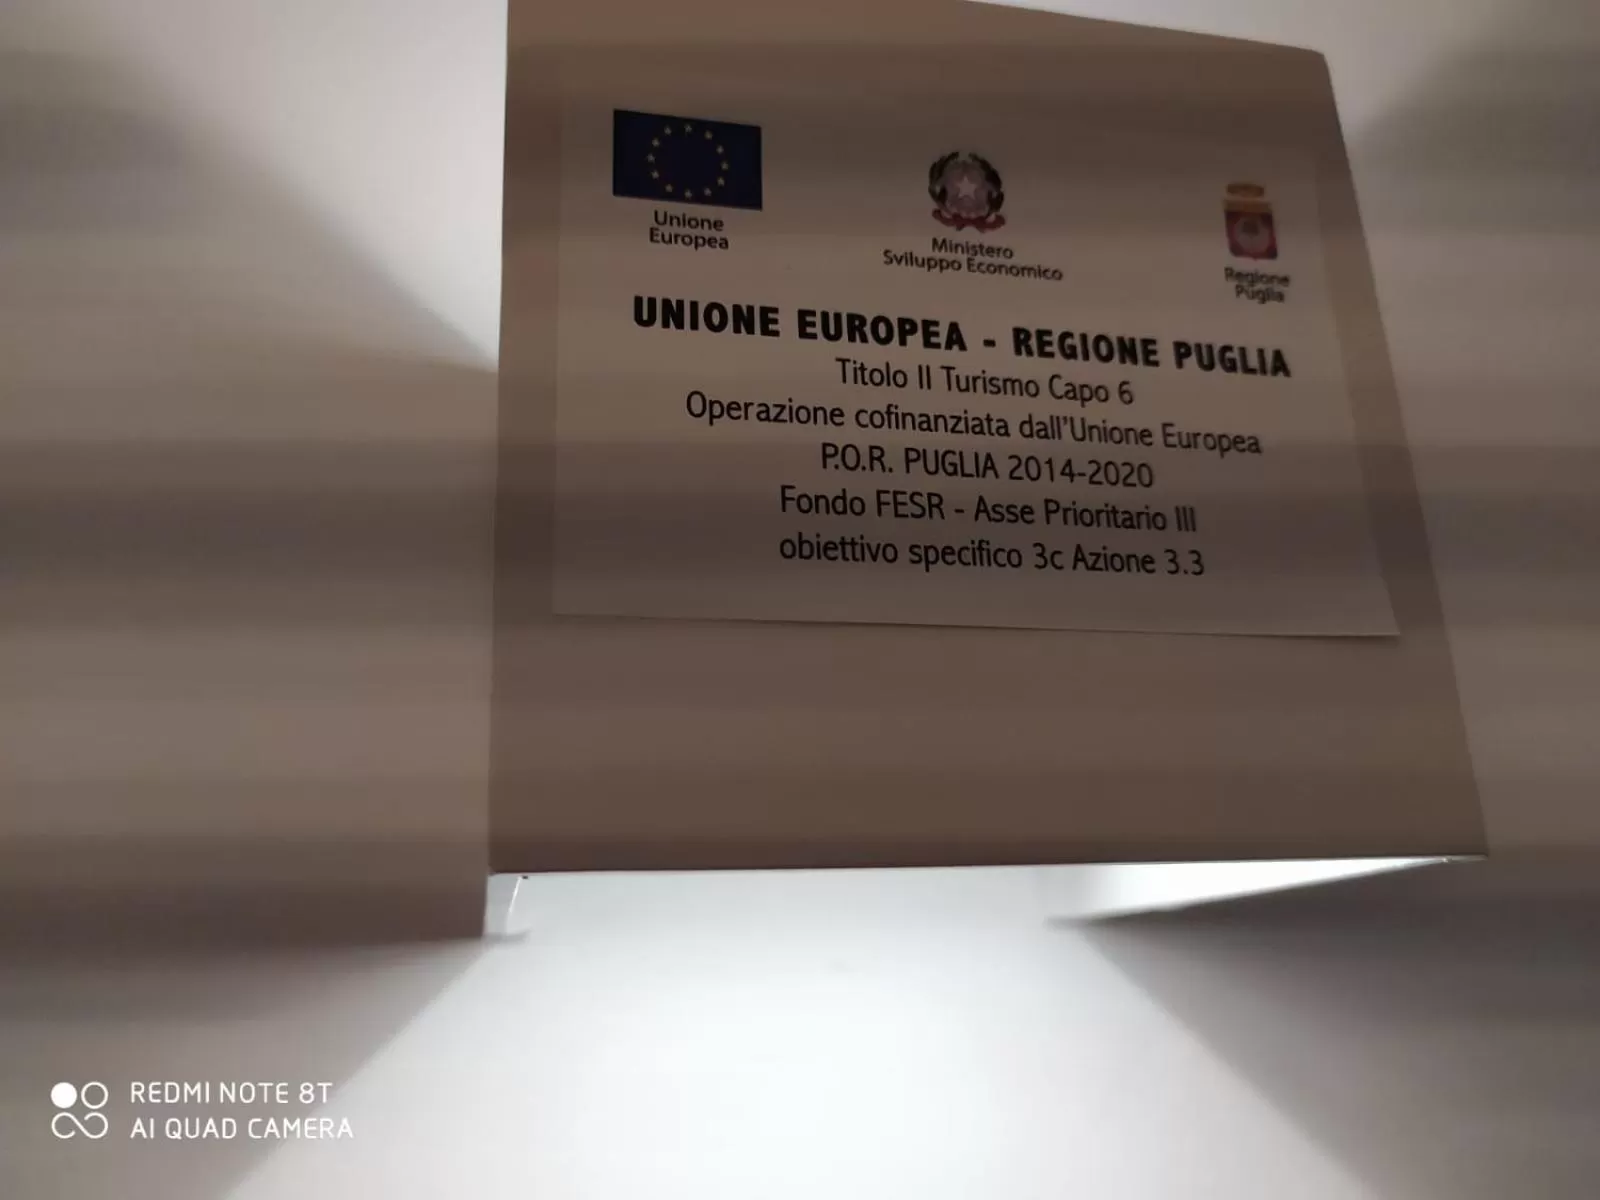 Unione
Europea
Ministero
Sviluppo Economico
Regione
Puglia
UNIONE EUROPEA - REGIONE PUGLIA
Titolo II Turismo Capo 6
Operazione cofinanziata dall'Unione Europea
P.O.R. PUGLIA 2014-2020
Fondo FESR - Asse Prioritario III
obiettivo specifico 3c Azione 3.3
REDMI NOTE 8T
AI QUAD CAMERA